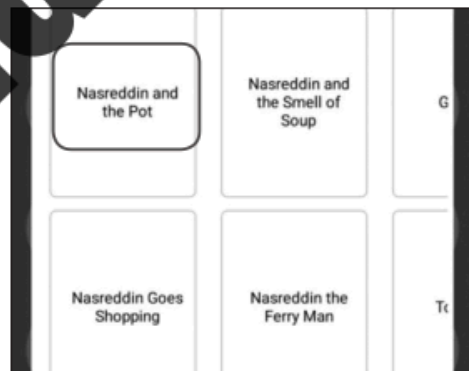 Nasreddin and
the Pot
Nasreddin and
the Smell of
Soup
G
Nasreddin Goes
Shopping
Nasreddin the
Ferry Man